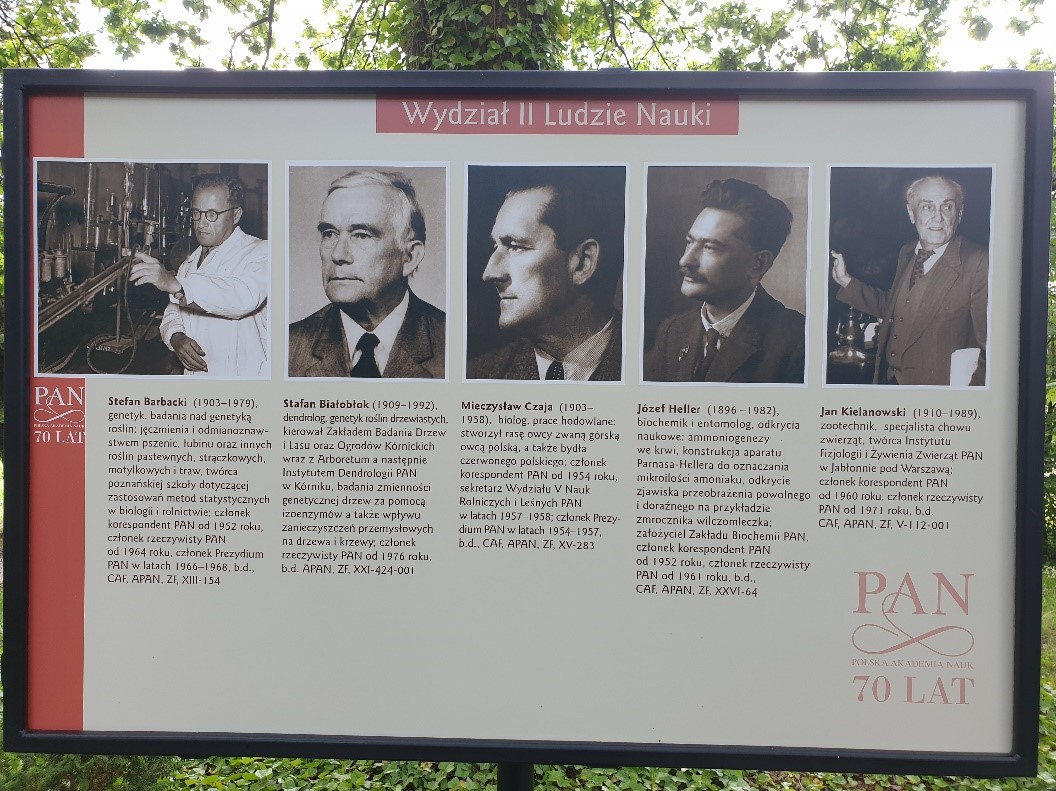 Wydział II Ludzie Nauki
PAN
POLSKA AKADEMIA NAUK
70 LAT
Stefan Barbacki (1903–1979),
genetyk, badania nad genetyką
roślin; jęczmienia i odmianoznaw-
stwem pszenic, łubinu oraz innych
roślin pastewnych, strączkowych,
motylkowych i traw, twórca
poznańskiej szkoły dotyczącej
zastosowań metod statystycznych
w biologii i rolnictwie; członek
korespondent PAN od 1952 roku,
członek rzeczywisty PAN
od 1964 roku, członek Prezydium
PAN w latach 1966–1968, b.d.,
CAF, APAN, ZF, XIII-154
Stafan Białobłok (1909–1992),
dendrolog, genetyk roślin drzewiastych,
kierował Zakładem Badania Drzew
i Lasu oraz Ogrodów Kórnickich
wraz z Arboretum a następnie
Instytutem Dendrologii PAN
w Kórniku, badania zmienności
genetycznej drzew za pomocą
izoenzymów a także wpływu
zanieczyszczeń przemysłowych
na drzewa i krzewy; członek
rzeczywisty PAN od 1976 roku,
b.d. APAN, ZF, XXI-424-001
Mieczysław Czaja (1903–
1958), biolog, prace hodowlane:
stworzył rasę owcy zwaną górską
owcą polską, a także bydła
czerwonego polskiego; członek
korespondent PAN od 1954 roku,
sekretarz Wydziału V Nauk
Rolniczych i Leśnych PAN
w latach 1957–1958; członek Prezy-
dium PAN w latach 1954–1957,
b.d., CAF, APAN, ZF, XV-283
Józef Heller (1896–1982),
biochemik i entomolog, odkrycia
naukowe: ammoniogenezy
we krwi, konstrukcja aparatu
Parnasa-Hellera do oznaczania
mikroilości amoniaku, odkrycie
zjawiska przeobrażenia powolnego
i doraźnego na przykładzie
zmrocznika wilczomleczka;
założyciel Zakładu Biochemii PAN,
członek korespondent PAN
od 1952 roku, członek rzeczywisty
PAN od 1961 roku, b.d.,
CAF, APAN, ZF, XXVI-64
Jan Kielanowski (1910–1989),
zootechnik, specjalista chowu
zwierząt, twórca Instytutu
Fizjologii i Żywienia Zwierząt PAN
w Jabłonnie pod Warszawą;
członek korespondent PAN
od 1960 roku, członek rzeczywisty
PAN od 1971 roku, b.d.
CAF, APAN, ZF, V-112-001
PAN
POLSKA AKADEMIA NAUK
70 LAT